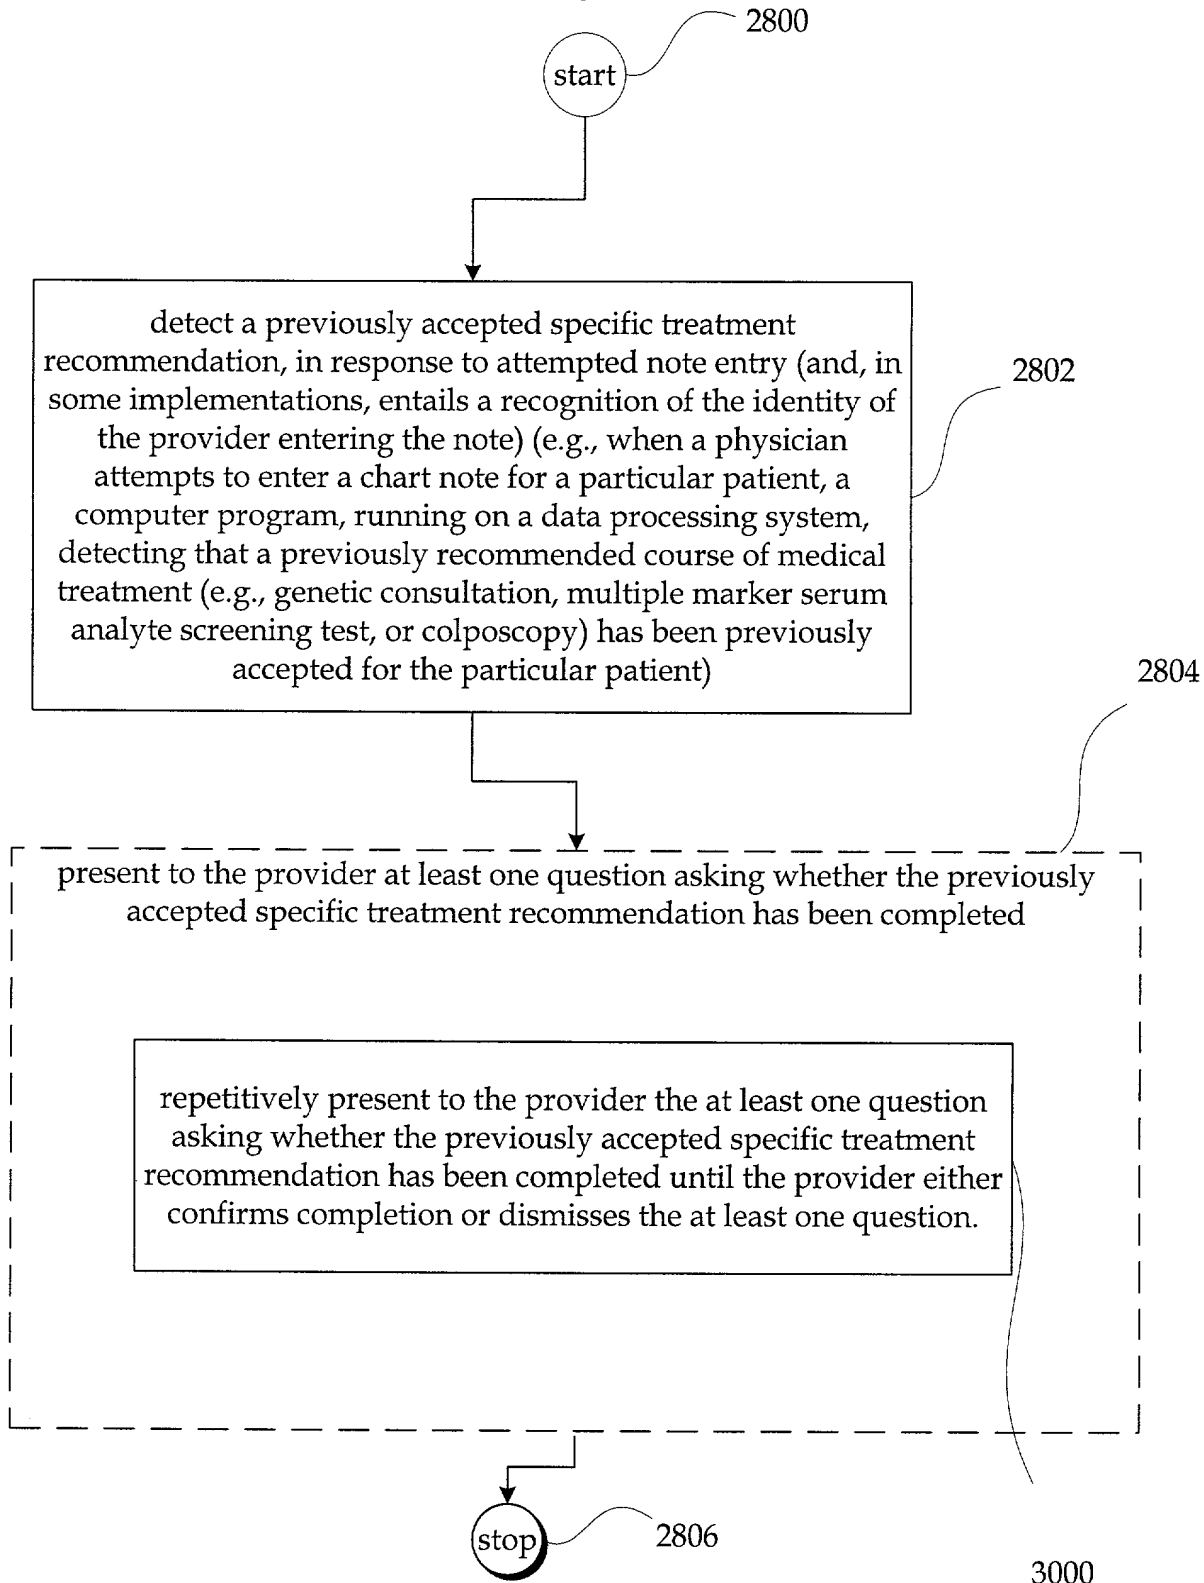 2800
start
detect a previously accepted specific treatment
recommendation, in response to attempted note entry (and, in
some implementations, entails a recognition of the identity of
the provider entering the note) (e.g., when a physician
attempts to enter a chart note for a particular patient, a
computer program, running on a data processing system,
detecting that a previously recommended course of medical
treatment (e.g., genetic consultation, multiple marker serum
analyte screening test, or colposcopy) has been previously
accepted for the particular patient)
2802
2804
present to the provider at least one question asking whether the previously
accepted specific treatment recommendation has been completed
repetitively present to the provider the at least one question
asking whether the previously accepted specific treatment
recommendation has been completed until the provider either
confirms completion or dismisses the at least one question.
stop
2806
3000